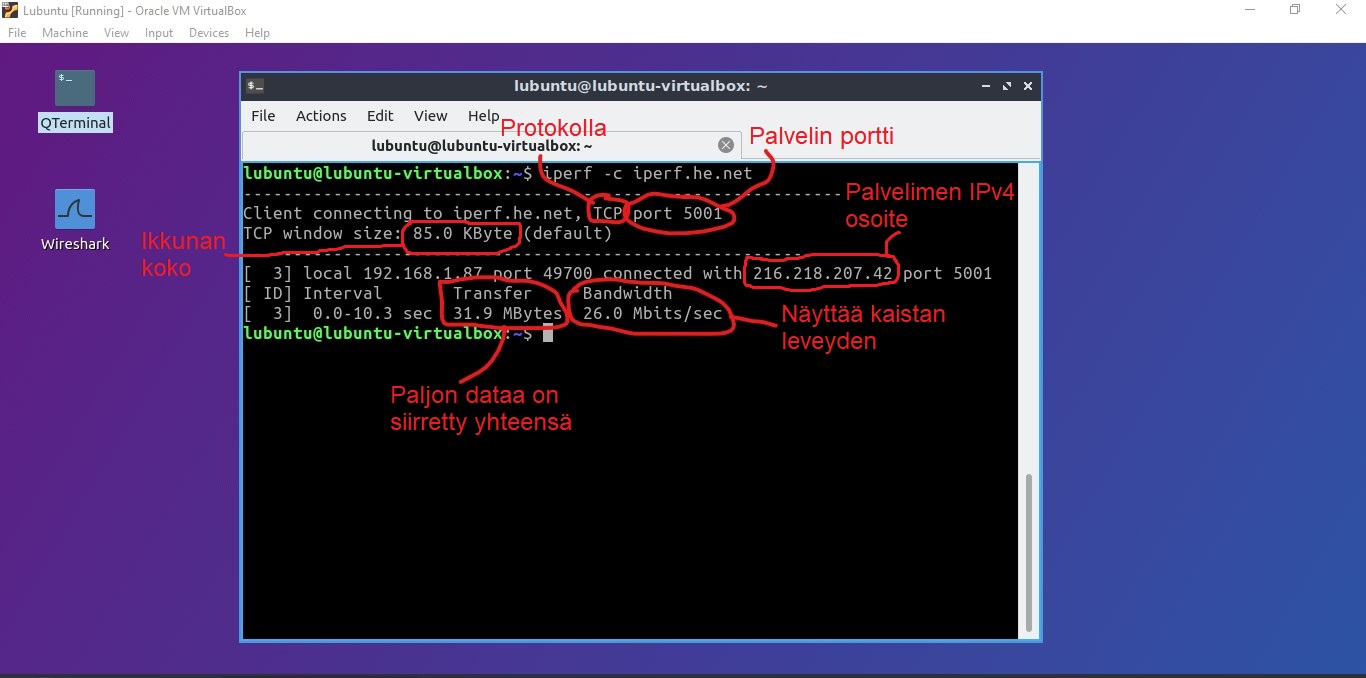 Lubuntu [Running] - Oracle VM VirtualBox
File Machine View Input Devices Help
QTerminal
Wireshark
lubuntu@lubuntu-virtualbox: ~
File Actions Edit View Help
lubuntu@lubuntu-virtualbox: ~
Protokolla
Palvelin portti
lubuntu@lubuntu-virtualbox:~$ iperf -c iperf.he.net
------------------------------------------------------------
Client connecting to iperf.he.net, TCP port 5001
TCP window size: 85.0 KByte (default)
------------------------------------------------------------
Palvelimen IPv4
osoite
Ikkunan
koko
[  3] local 192.168.1.87 port 49700 connected with 216.218.207.42 port 5001
[ ID] Interval       Transfer     Bandwidth
[  3]  0.0-10.3 sec  31.9 MBytes  26.0 Mbits/sec
lubuntu@lubuntu-virtualbox:~$
Näyttää kaistan
leveyden
Paljon dataa on
siirretty yhteensä